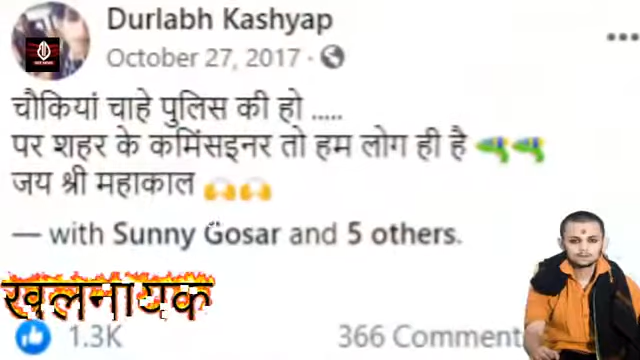 Durlabh Kashyap
October 27, 2017 ·
चौकियां चाहे पुलिस की हो .....
पर शहर के कमिंसइनर तो हम लोग ही है
जय श्री महाकाल
— with Sunny Gosar and 5 others.
खलनायक
1.3K
366 Comment